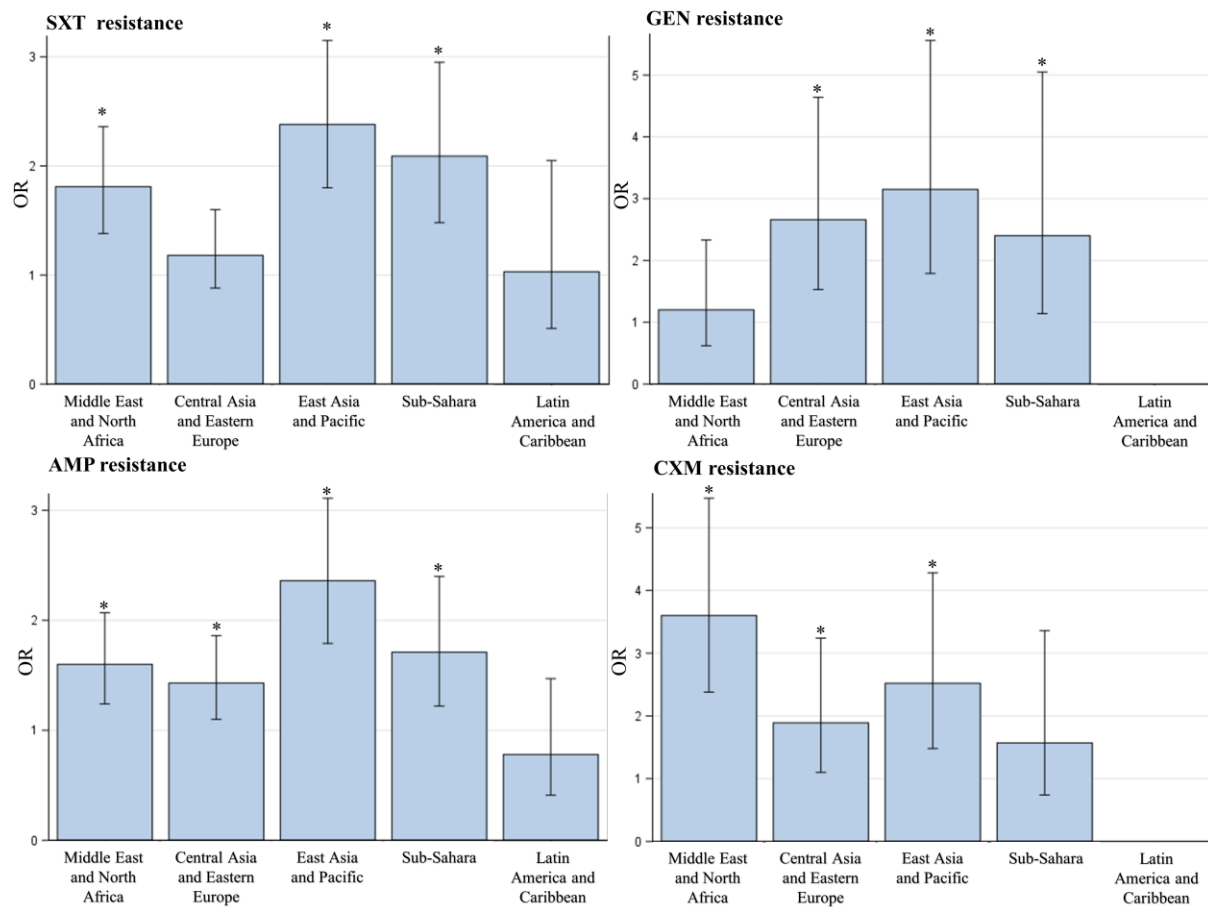 SXT resistance
*
*
*
3
2
1
0
OR
Middle East
and North
Africa
Central Asia
and Eastern
Europe
East Asia
and Pacific
Sub-Sahara
Latin
America and
Caribbean
GEN resistance
*
*
*
5
4
3
2
1
0
OR
Middle East
and North
Africa
Central Asia
and Eastern
Europe
East Asia
and Pacific
Sub-Sahara
Latin
America and
Caribbean
AMP resistance
*
*
*
*
3
2
1
0
OR
Middle East
and North
Africa
Central Asia
and Eastern
Europe
East Asia
and Pacific
Sub-Sahara
Latin
America and
Caribbean
CXM resistance
*
*
*
5
4
3
2
1
0
OR
Middle East
and North
Africa
Central Asia
and Eastern
Europe
East Asia
and Pacific
Sub-Sahara
Latin
America and
Caribbean